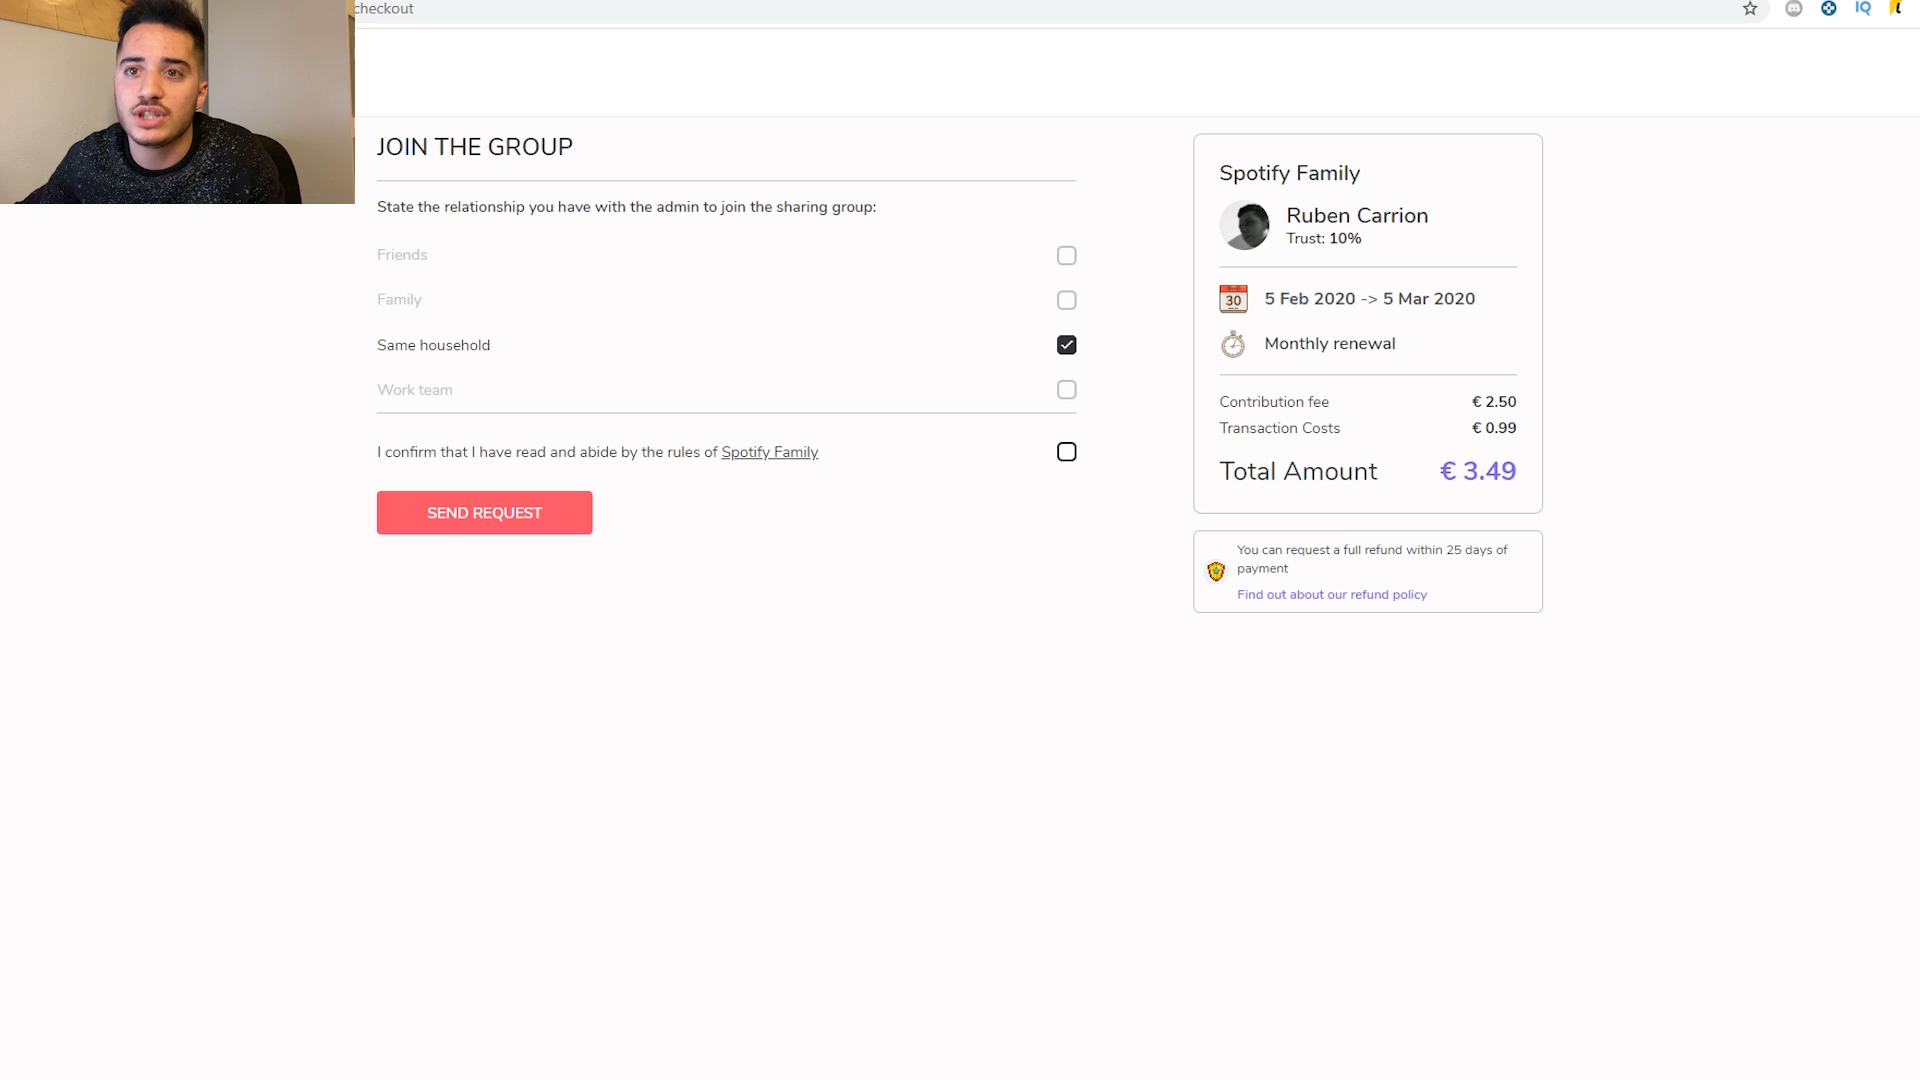 checkout
IQ
JOIN THE GROUP
State the relationship you have with the admin to join the sharing group:
Friends
Family
Same household
Work team
I confirm that I have read and abide by the rules of Spotify Family
SEND REQUEST
Spotify Family
Ruben Carrion
Trust: 10%
30
5 Feb 2020 -> 5 Mar 2020
Monthly renewal
Contribution fee € 2.50
Transaction Costs € 0.99
Total Amount € 3.49
You can request a full refund within 25 days of
payment
Find out about our refund policy